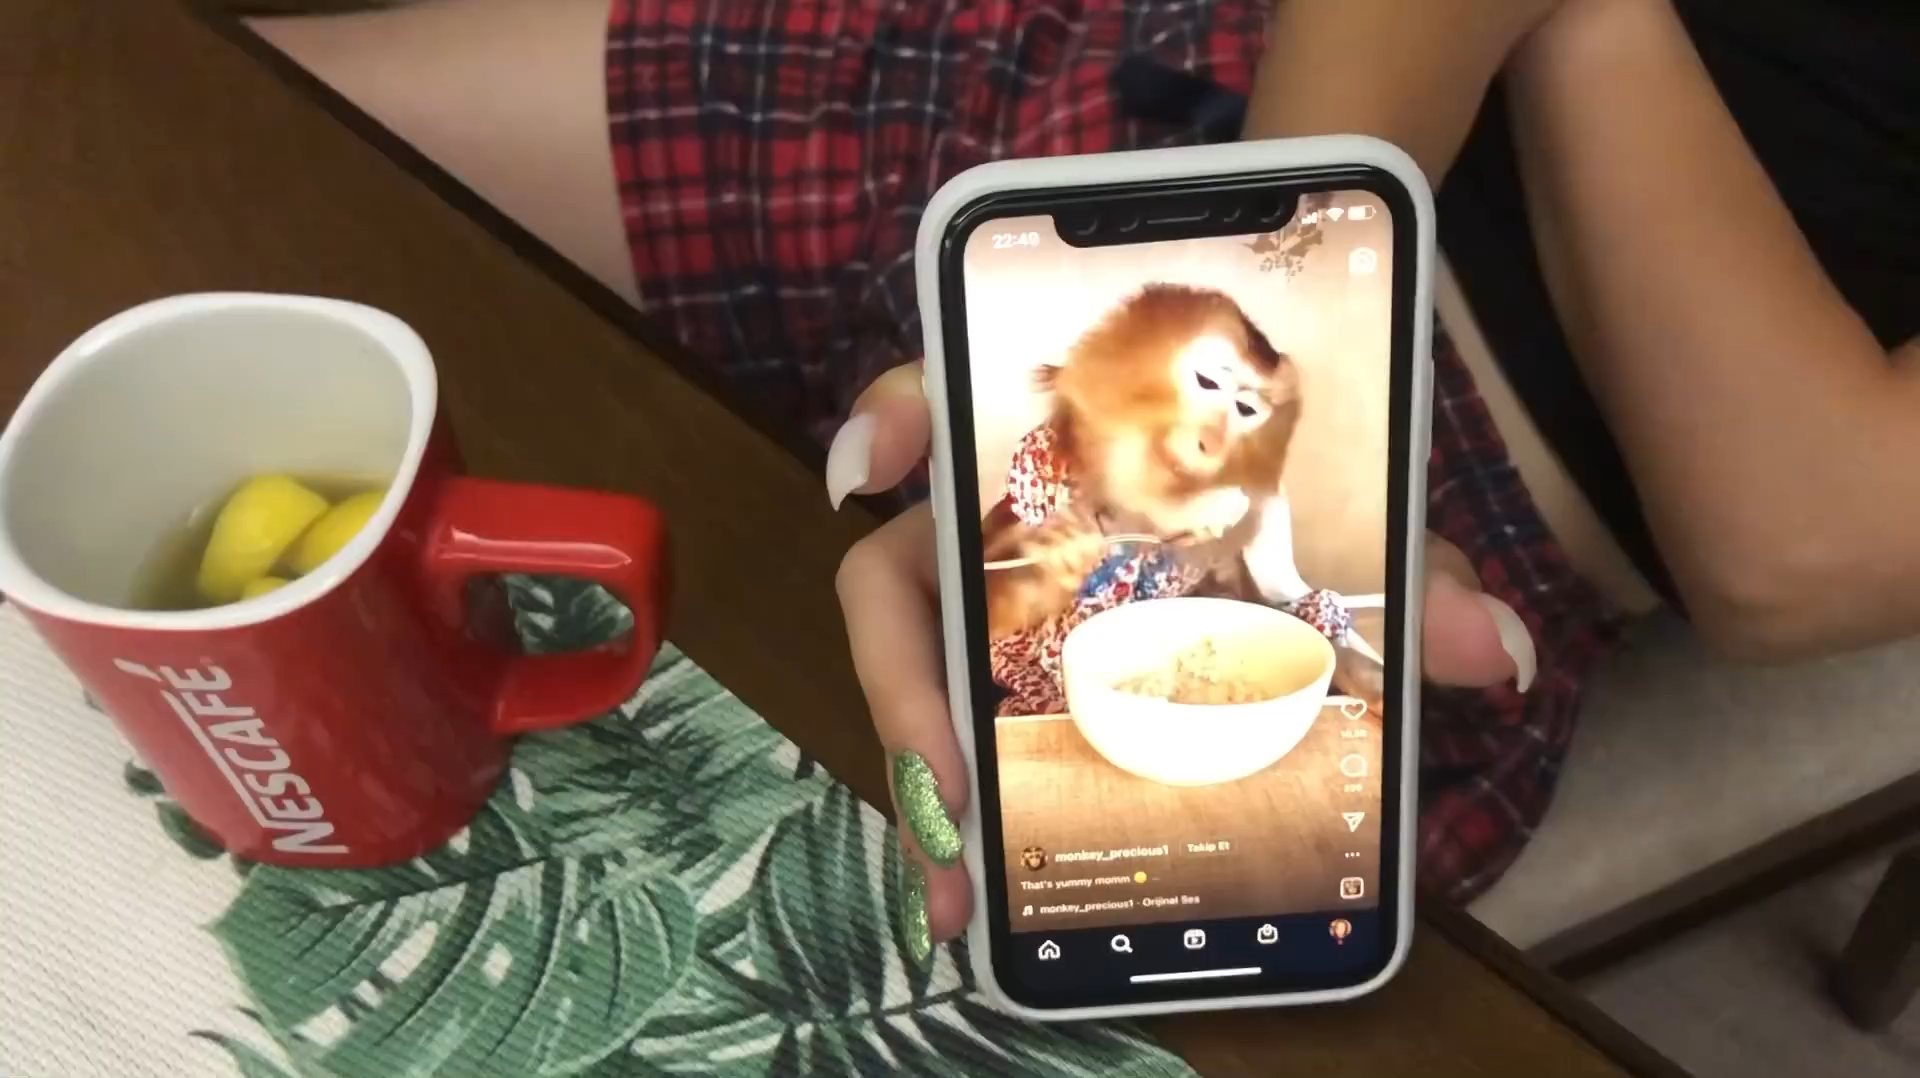 NESCAFÉ
22:49
monkey_precious1 Takip Et
That's yummy momm 😋 ...
monkey_precious1 · Orijinal Ses